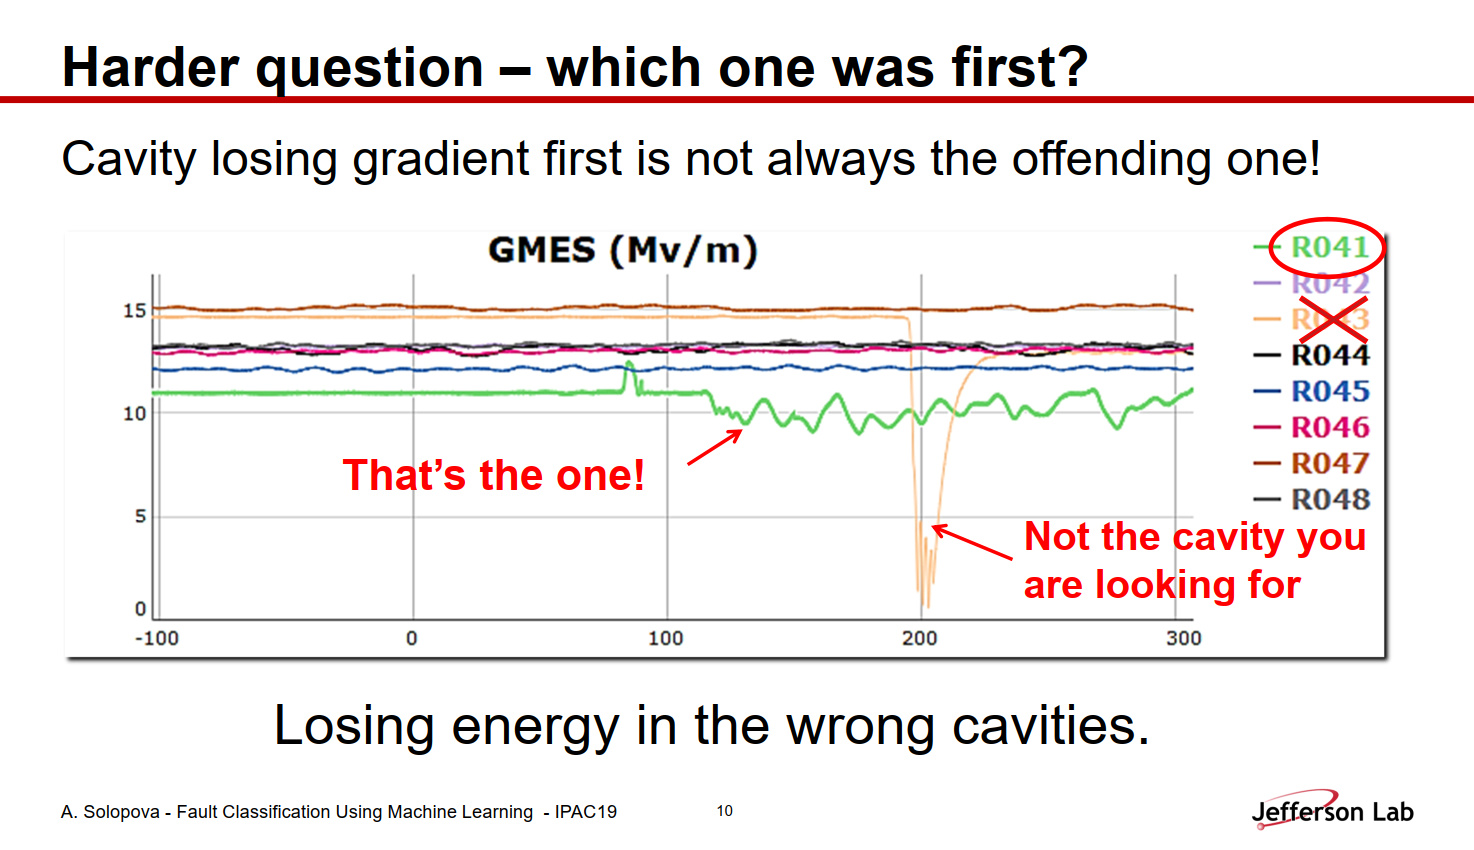 Harder question – which one was first?
Cavity losing gradient first is not always the offending one!
GMES (Mv/m)
R041
R042
R043
R044
R045
R046
R047
R048
15
10
5
0
-100
0
100
200
300
That's the one!
Not the cavity you
are looking for
Losing energy in the wrong cavities.
A. Solopova - Fault Classification Using Machine Learning - IPAC19
10
Jefferson Lab